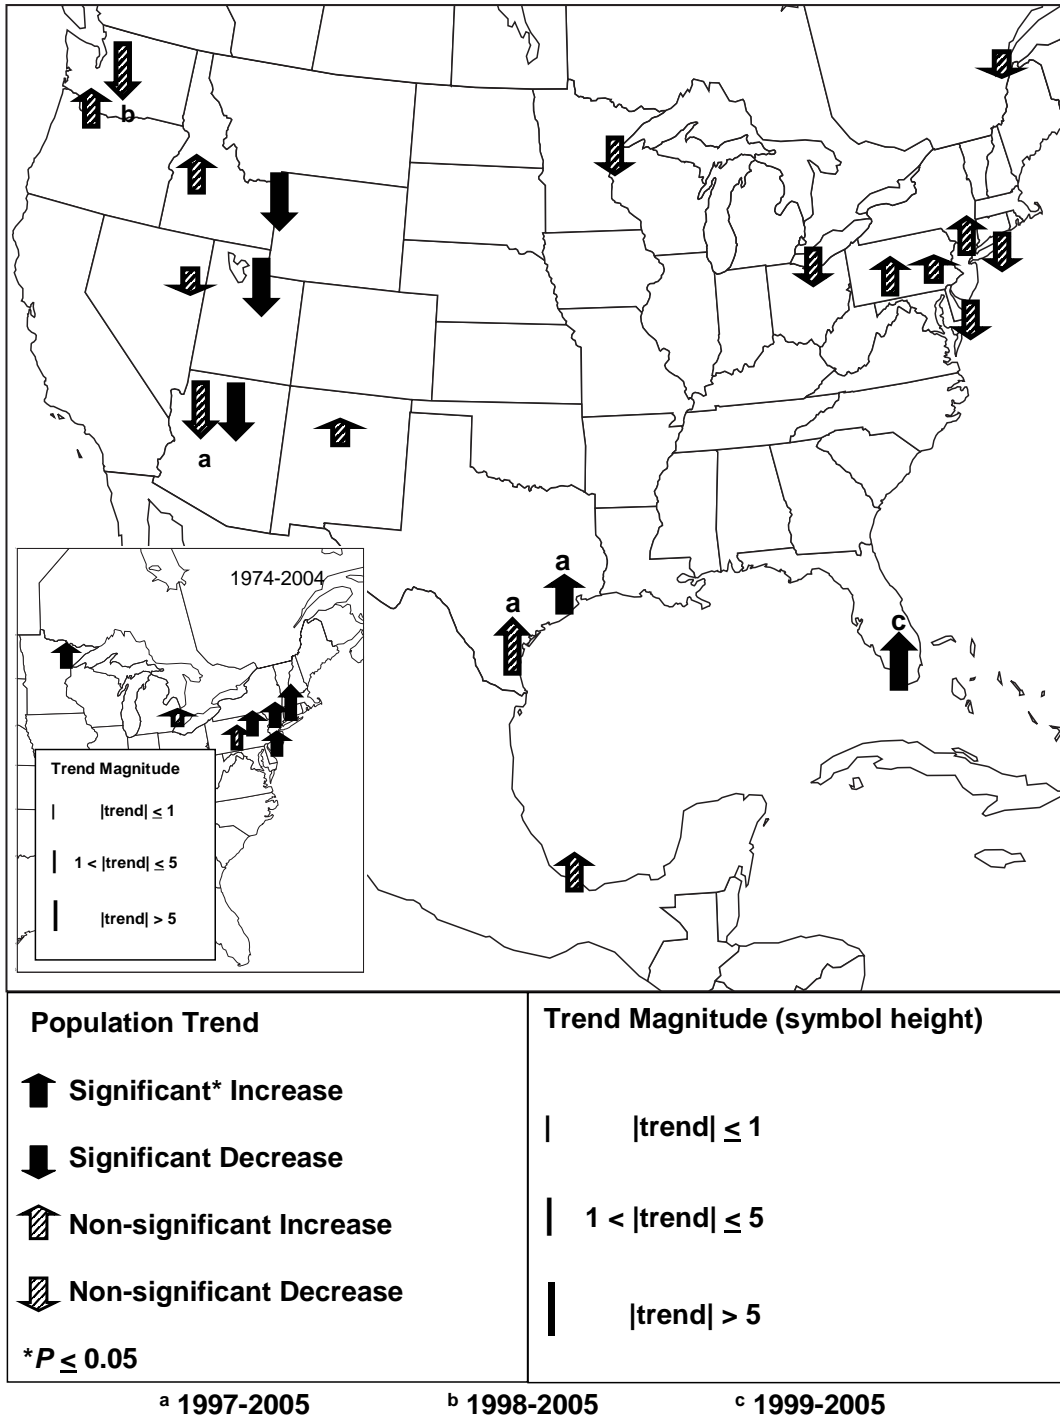 b
a
a
a
c
1974-2004
Trend Magnitude
|trend| ≤ 1
1 < |trend| ≤ 5
|trend| > 5
Population Trend
Significant* Increase
Significant Decrease
Non-significant Increase
Non-significant Decrease
*P ≤ 0.05
Trend Magnitude (symbol height)
|trend| ≤ 1
1 < |trend| ≤ 5
|trend| > 5
a 1997-2005 b 1998-2005 c 1999-2005